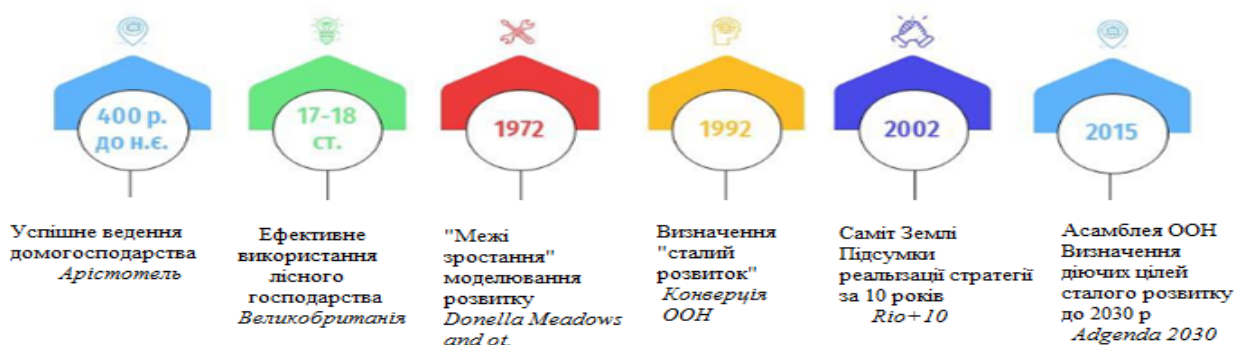 400 р.
до н.є.
17-18
ст.
1972
1992
2002
2015
Успішне ведення
домогосподарства
Арістотель
Ефективне
використання
лісного
господарства
Великобританія
"Межі
зростання"
моделювання
розвитку
Donella Meadows
and ot.
Визначення
"сталий
розвиток"
Конверція
ООН
Саміт Землі
Підсумки
реальізації стратегії
за 10 років
Rio+10
Асамблея ООН
Визначення
діючих цілей
сталого розвитку
до 2030 р
Adgenda 2030